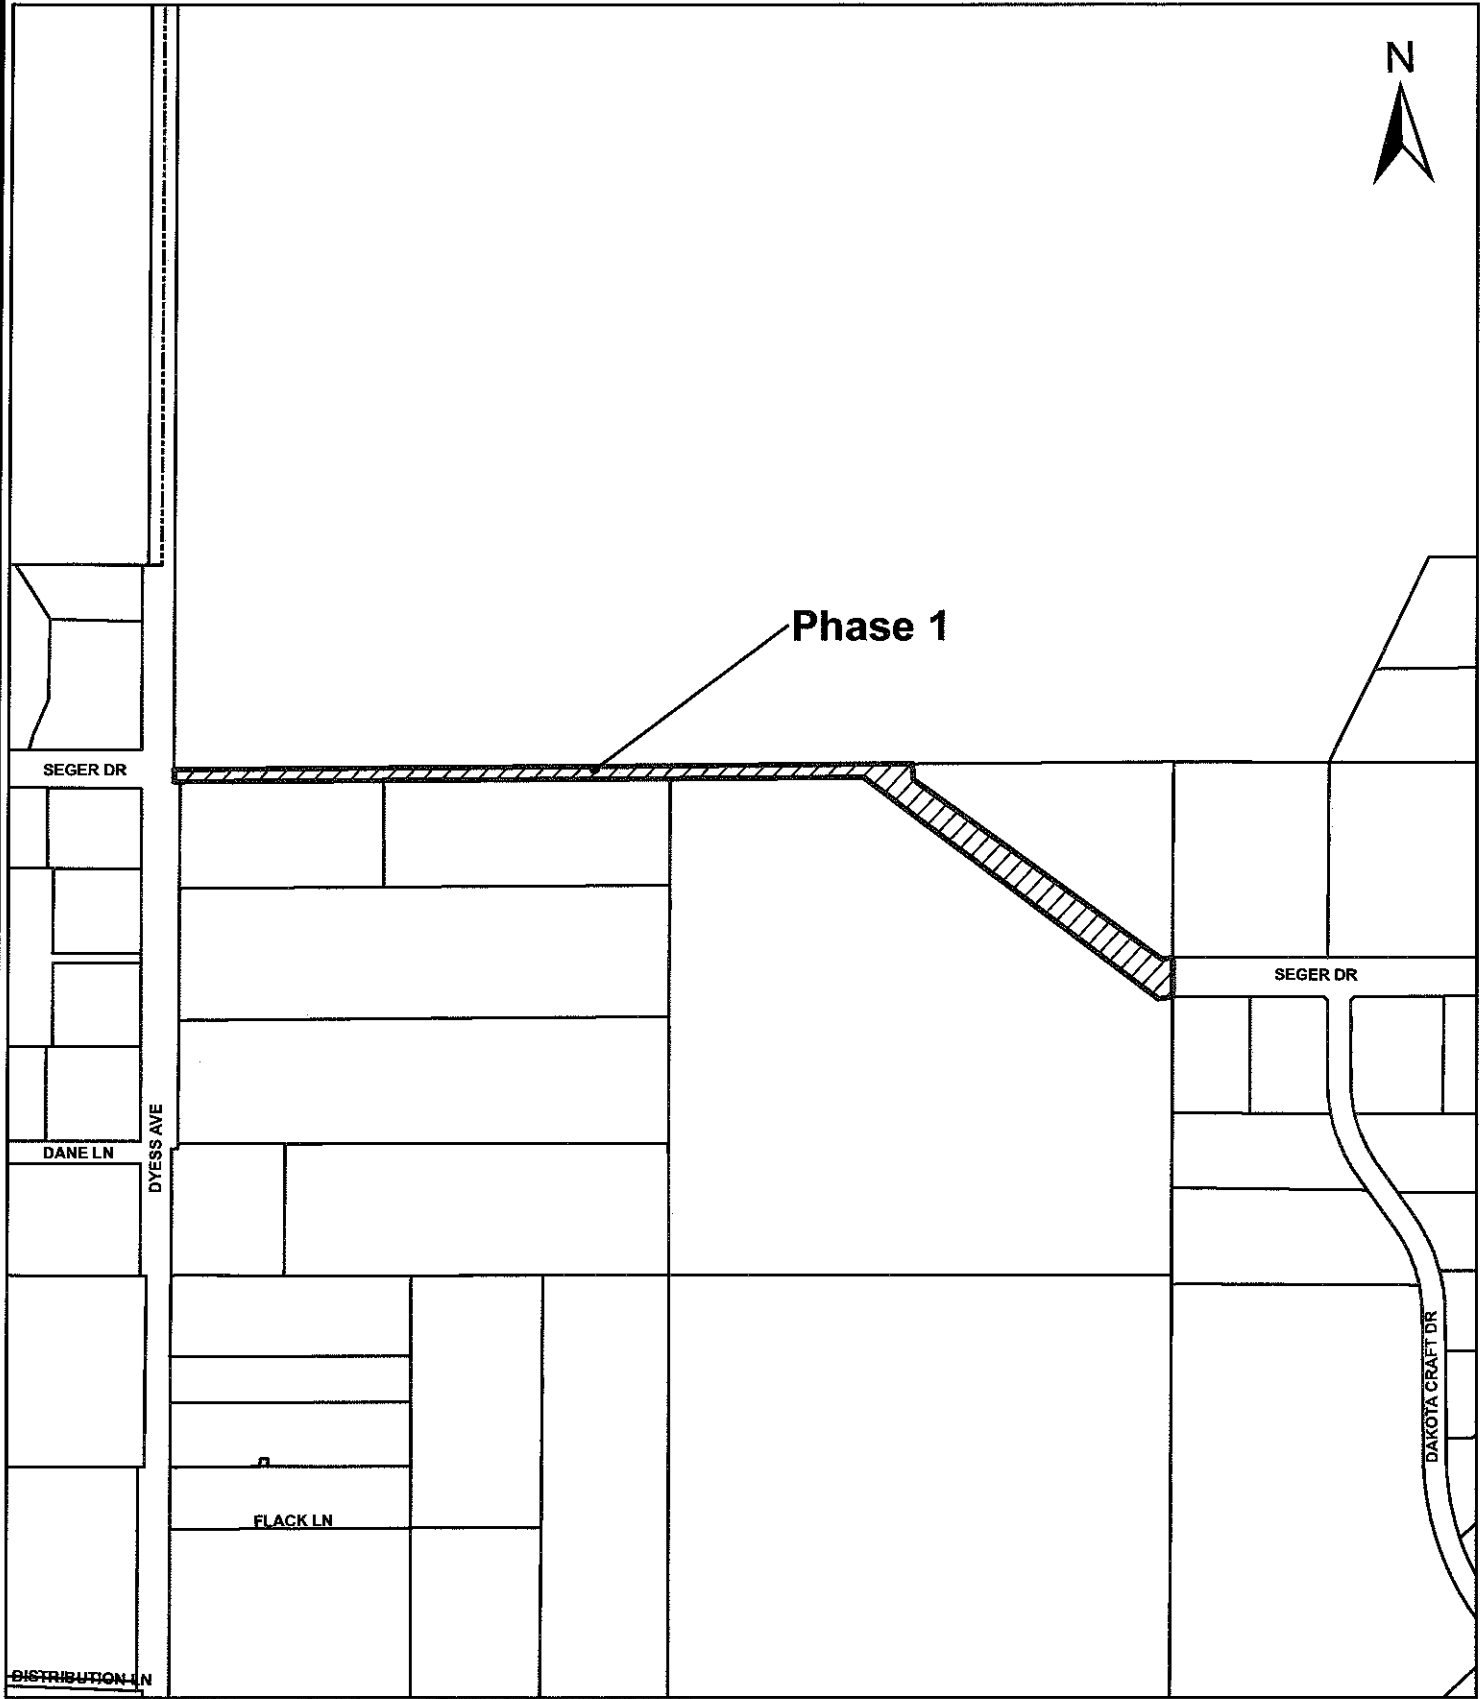 N
Phase 1
SEGER DR
SEGER DR
DANE LN
DYESS AVE
DAKOTA CRAFT DR
FLACK LN
DISTRIBUTION LN